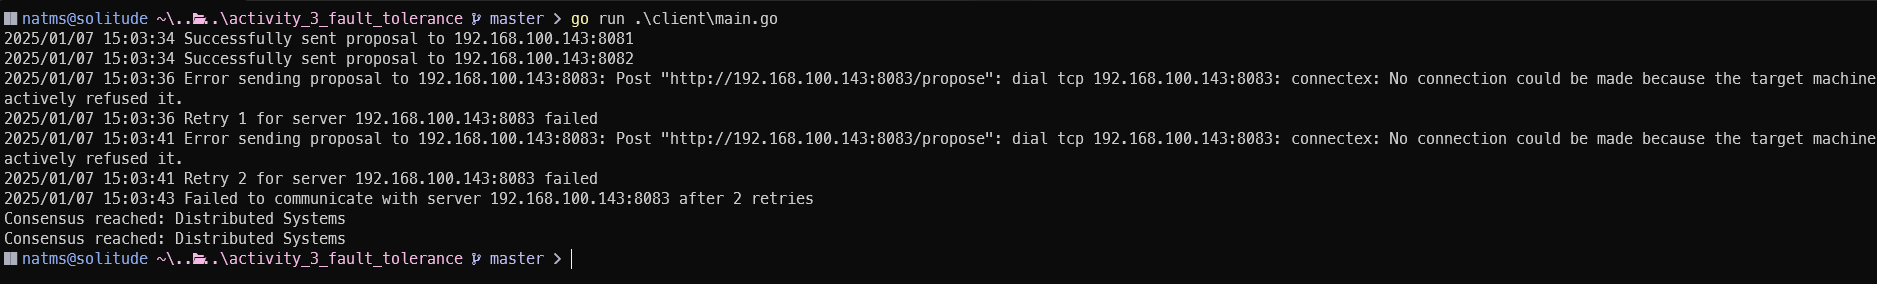 natms@solitude ~\....\activity_3_fault_tolerance master > go run .\client\main.go
2025/01/07 15:03:34 Successfully sent proposal to 192.168.100.143:8081
2025/01/07 15:03:34 Successfully sent proposal to 192.168.100.143:8082
2025/01/07 15:03:36 Error sending proposal to 192.168.100.143:8083: Post "http://192.168.100.143:8083/propose": dial tcp 192.168.100.143:8083: connectex: No connection could be made because the target machine
actively refused it.
2025/01/07 15:03:36 Retry 1 for server 192.168.100.143:8083 failed
2025/01/07 15:03:41 Error sending proposal to 192.168.100.143:8083: Post "http://192.168.100.143:8083/propose": dial tcp 192.168.100.143:8083: connectex: No connection could be made because the target machine
actively refused it.
2025/01/07 15:03:41 Retry 2 for server 192.168.100.143:8083 failed
2025/01/07 15:03:43 Failed to communicate with server 192.168.100.143:8083 after 2 retries
Consensus reached: Distributed Systems
Consensus reached: Distributed Systems
natms@solitude ~\....\activity_3_fault_tolerance master >